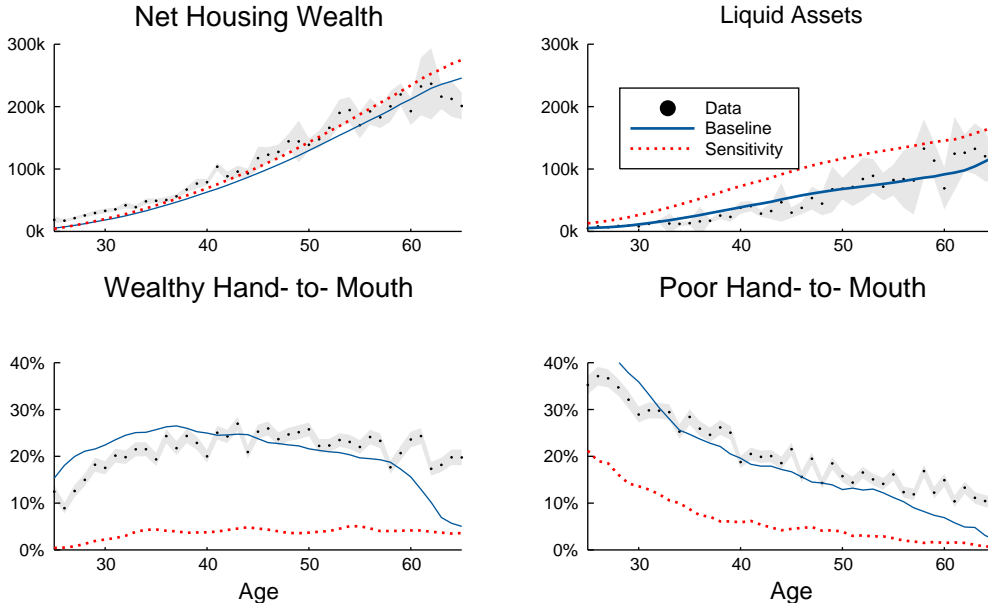 Net Housing Wealth
300k
200k
100k
0k
30
40
50
60
Liquid Assets
300k
200k
100k
0k
30
40
50
60
Data
Baseline
Sensitivity
Wealthy Hand- to- Mouth
40%
30%
20%
10%
0%
30
40
50
60
Age
Poor Hand- to- Mouth
40%
30%
20%
10%
0%
30
40
50
60
Age